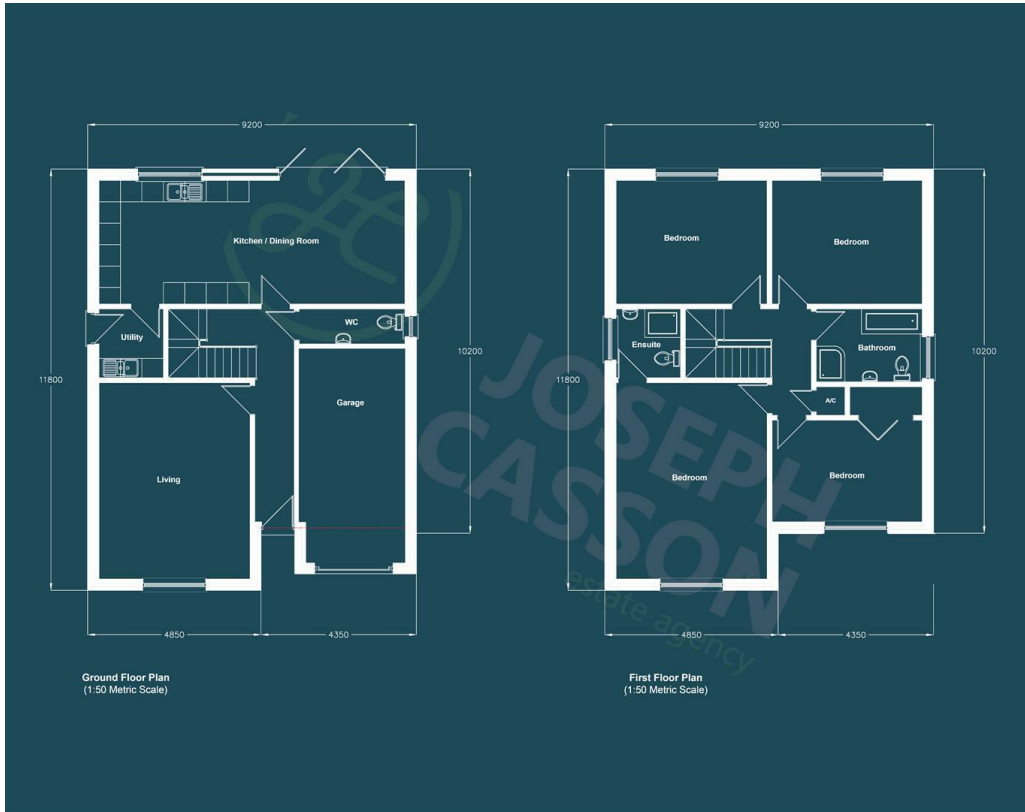 9200
9200
Kitchen / Dining Room
Bedroom
Bedroom
WC
Utility
Ensuite
Bathroom
10200
10200
11800
11800
Garage
A/C
Living
Bedroom
Bedroom
JOSEPH
CASSON
estate agency
4850
4350
4850
4350
Ground Floor Plan
(1:50 Metric Scale)
First Floor Plan
(1:50 Metric Scale)